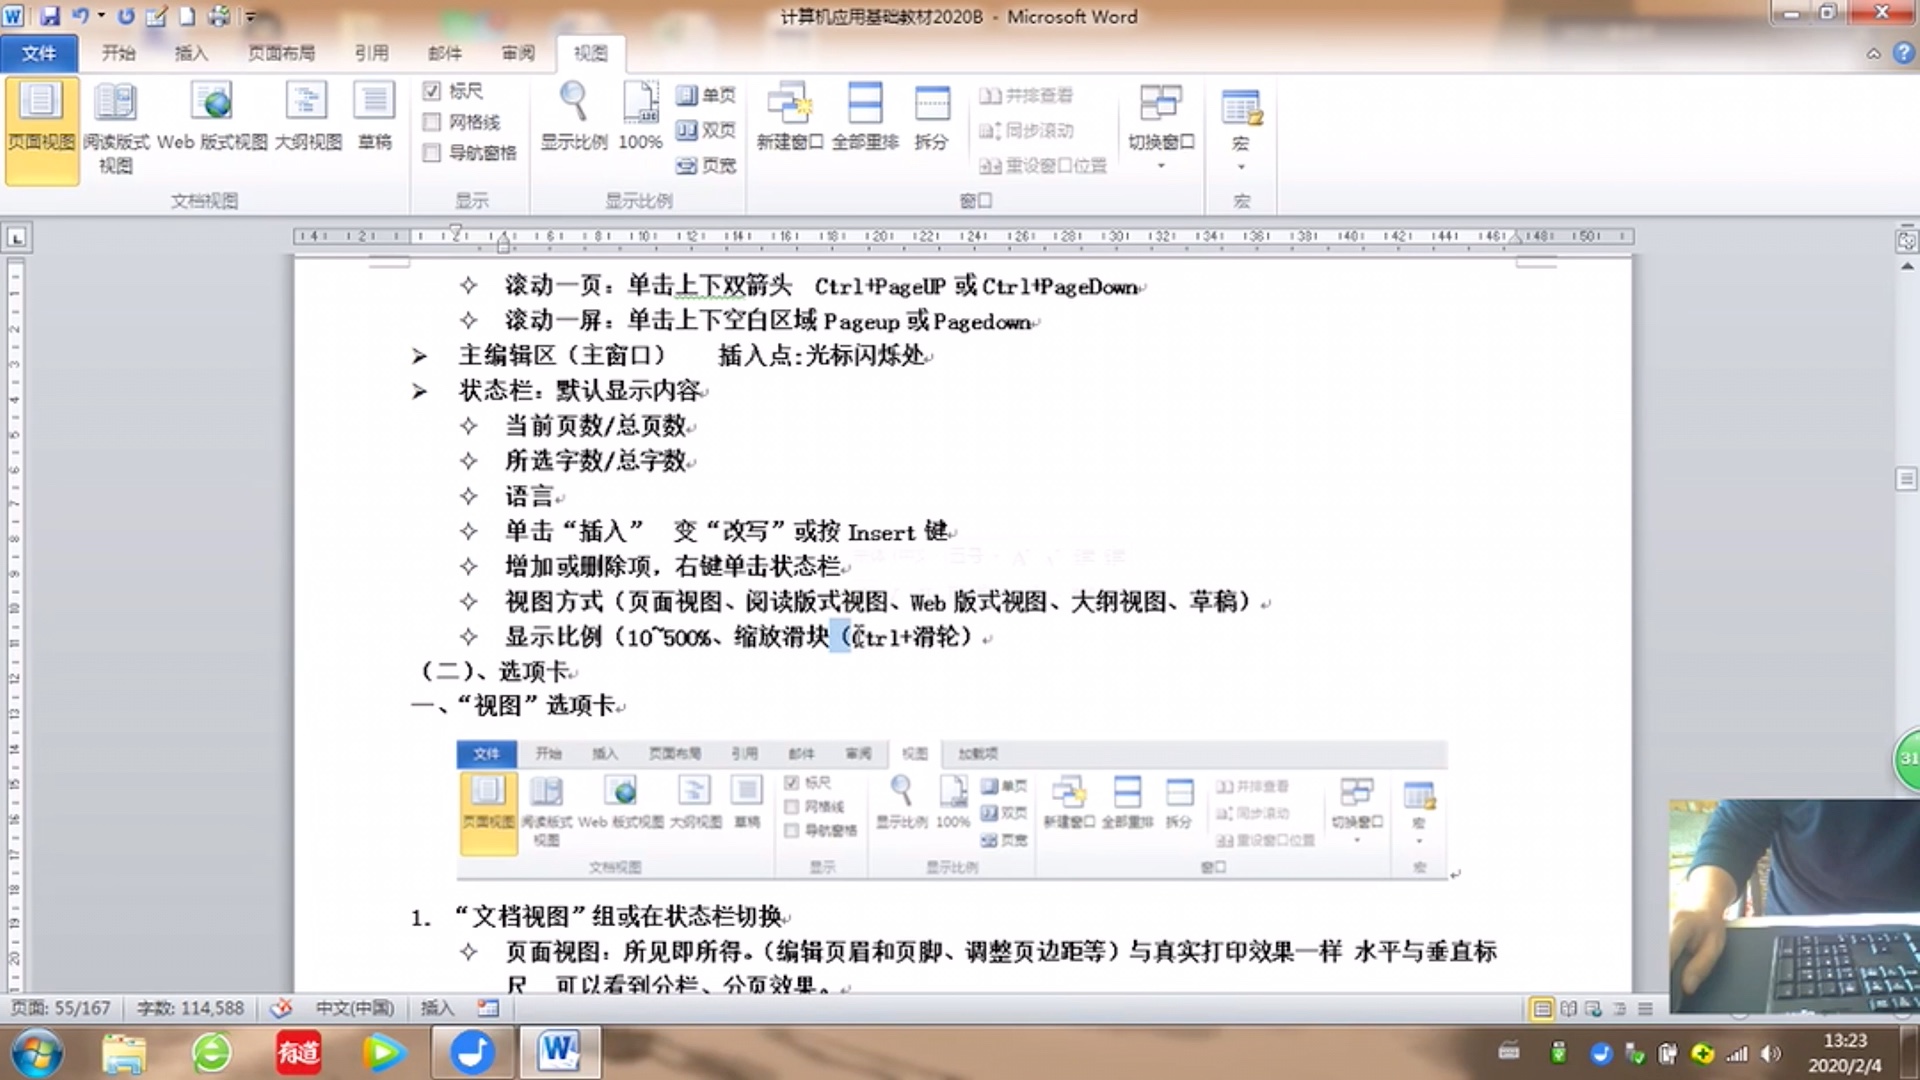 计算机应用基础教材2020B - Microsoft Word
文件 开始 插入 页面布局 引用 邮件 审阅 视图
页面视图 阅读版式视图 Web 版式视图 大纲视图 草稿
文档视图
标尺
网格线
导航窗格
显示
显示比例 100% 单页
双页
页宽
显示比例
新建窗口 全部重排 拆分
并排查看
同步滚动
重设窗口位置
切换窗口
窗口
宏
宏
滚动一页：单击上下双箭头 Ctrl+PageUP 或 Ctrl+PageDown
滚动一屏：单击上下空白区域 Pageup 或 Pagedown
主编辑区（主窗口） 插入点:光标闪烁处
状态栏：默认显示内容
当前页数/总页数
所选字数/总字数
语言
单击“插入” 变“改写”或按 Insert 键
增加或删除项，右键单击状态栏
视图方式（页面视图、阅读版式视图、Web 版式视图、大纲视图、草稿）
显示比例（10~500%、缩放滑块（Ctrl+滑轮）
（二）、选项卡
一、“视图”选项卡
文件 开始 插入 页面布局 引用 邮件 审阅 视图 加载项
页面视图 阅读版式视图 Web 版式视图 大纲视图 草稿
文档视图
标尺
网格线
导航窗格
显示
显示比例 100% 单页
双页
页宽
显示比例
新建窗口 全部重排 拆分
并排查看
同步滚动
重设窗口位置
切换窗口
窗口
宏
宏
1. “文档视图”组或在状态栏切换
页面视图：所见即所得。（编辑页眉和页脚、调整页边距等）与真实打印效果一样 水平与垂直标
尺 可以看到分栏、分页效果。
页面: 55/167 字数: 114,588 中文(中国) 插入
31
有道
13:23
2020/2/4